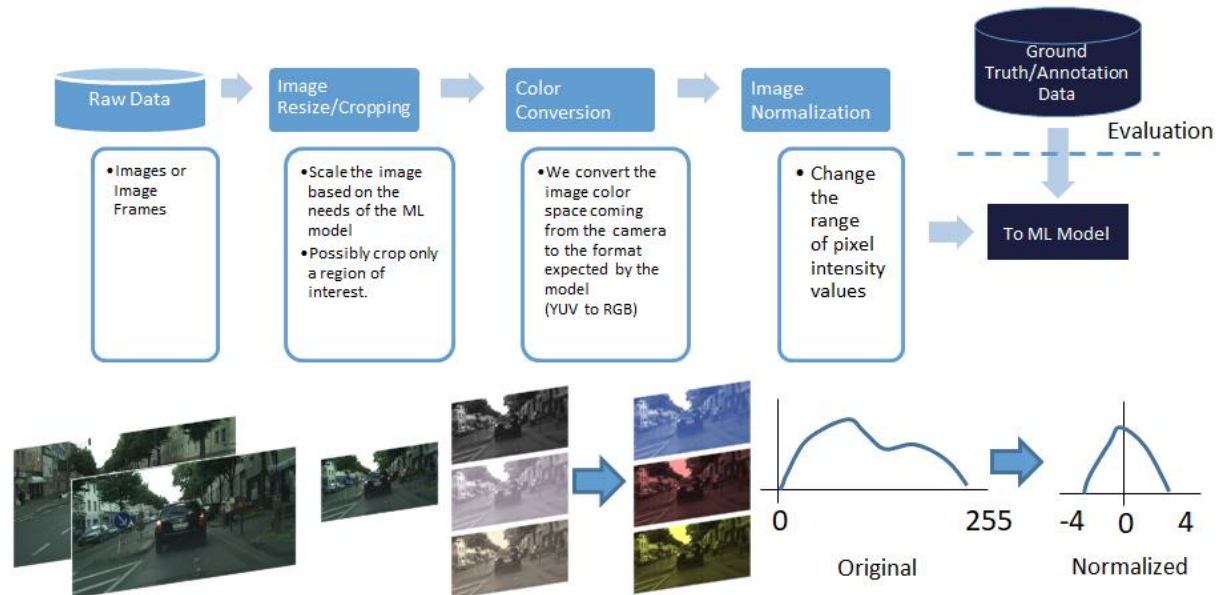 Raw Data
Image
Resize/Cropping
Color
Conversion
Image
Normalization
Ground
Truth/Annotation
Data
Evaluation
•Images or
Image
Frames
•Scale the image
based on the
needs of the ML
model
•Possibly crop only
a region of
interest.
•We convert the
image color
space coming
from the camera
to the format
expected by the
model
(YUV to RGB)
• Change
the
range
of pixel
intensity
values
To ML Model
0
255
Original
-4
0
4
Normalized